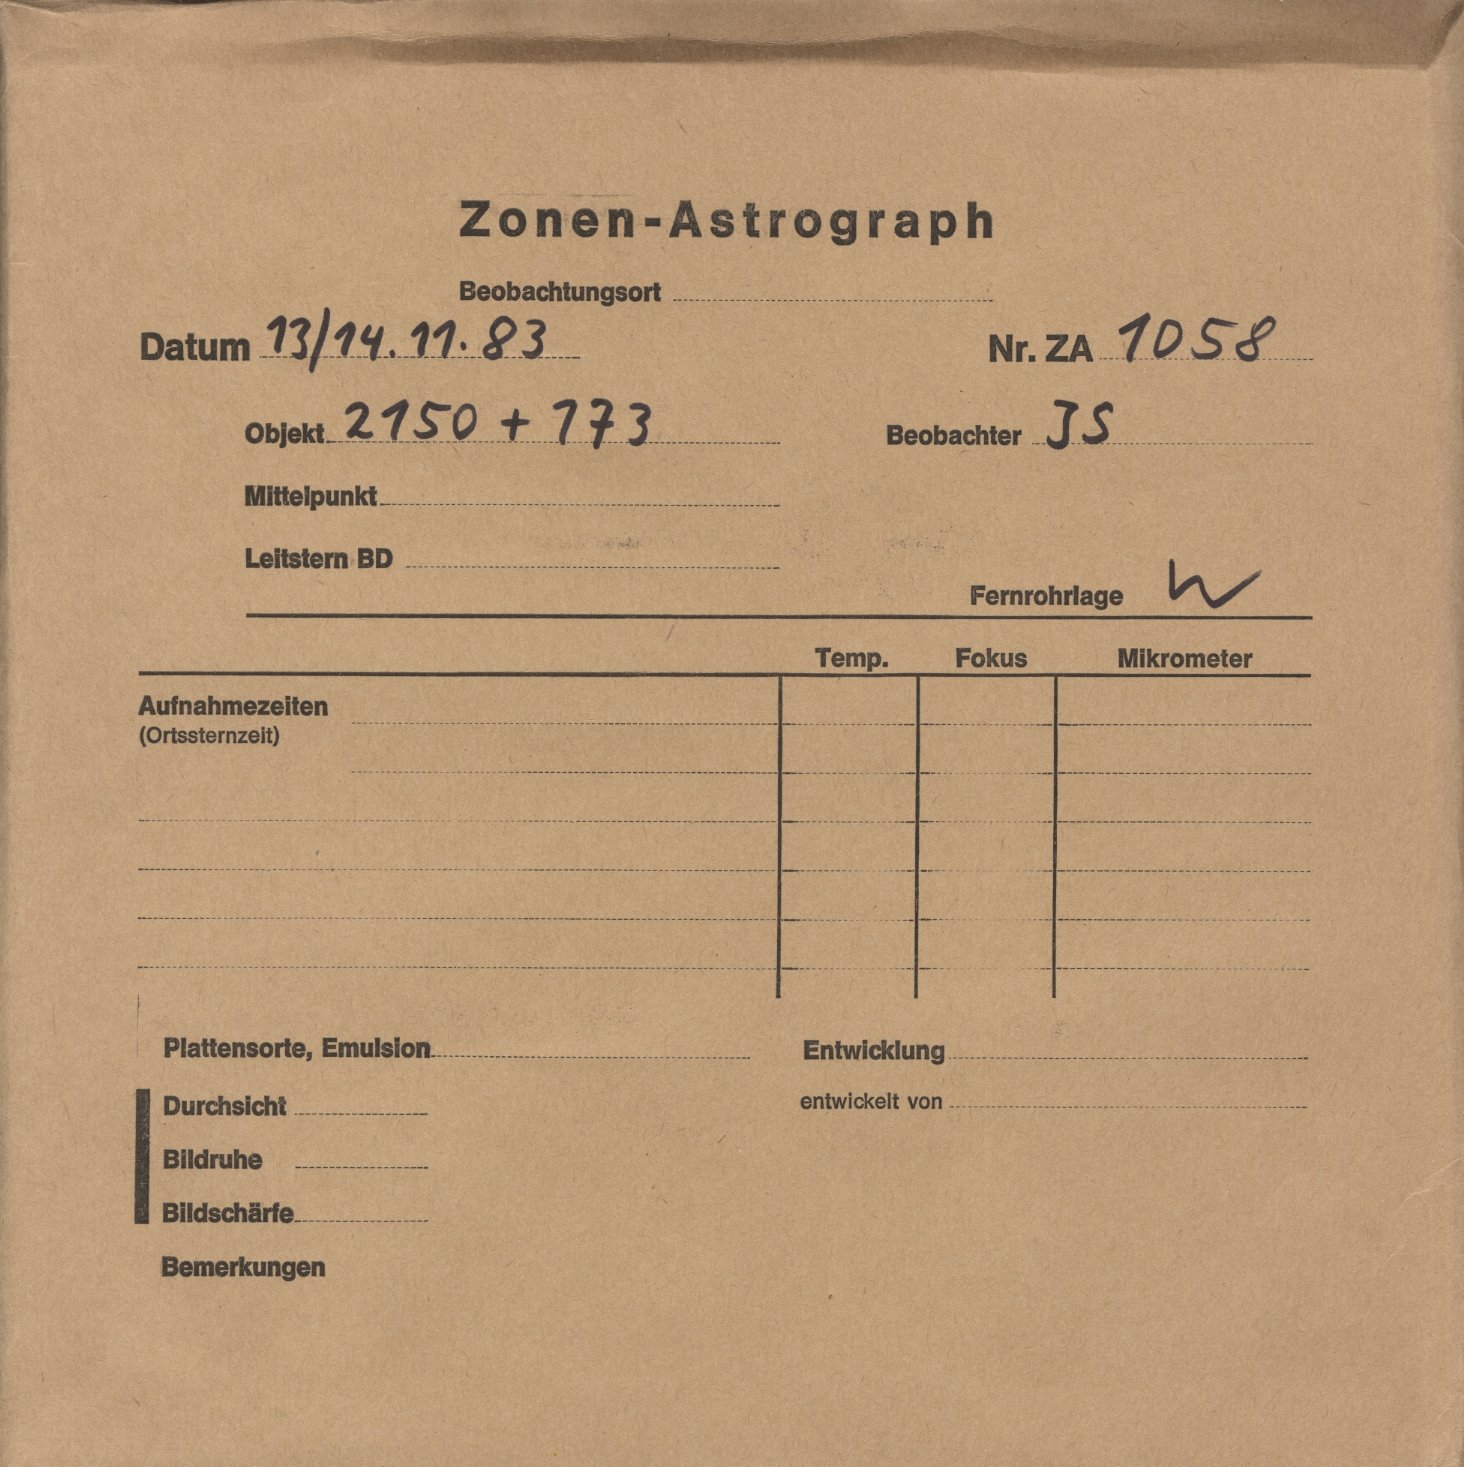 Zonen-Astrograph
Beobachtungsort
Datum 13/14.11.83 Nr. ZA 1058
Objekt 2150 + 173 Beobachter JS
Mittelpunkt
Leitstern BD
Fernrohrlage W
Temp. Fokus Mikrometer
Aufnahmezeiten
(Ortssternzeit)
Plattensorte, Emulsion Entwicklung
Durchsicht entwickelt von
Bildruhe
Bildschärfe
Bemerkungen